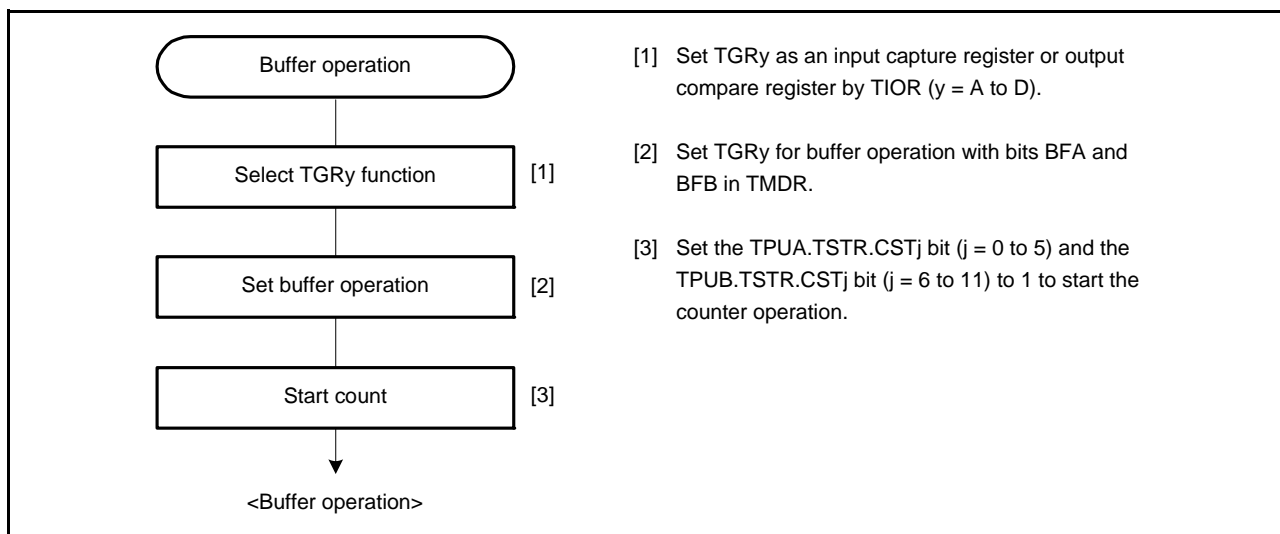 Buffer operation
Select TGRy function
[1]
Set buffer operation
[2]
Start count
[3]
<Buffer operation>
[1] Set TGRy as an input capture register or output
compare register by TIOR (y = A to D).
[2] Set TGRy for buffer operation with bits BFA and
BFB in TMDR.
[3] Set the TPUA.TSTR.CSTj bit (j = 0 to 5) and the
TPUB.TSTR.CSTj bit (j = 6 to 11) to 1 to start the
counter operation.